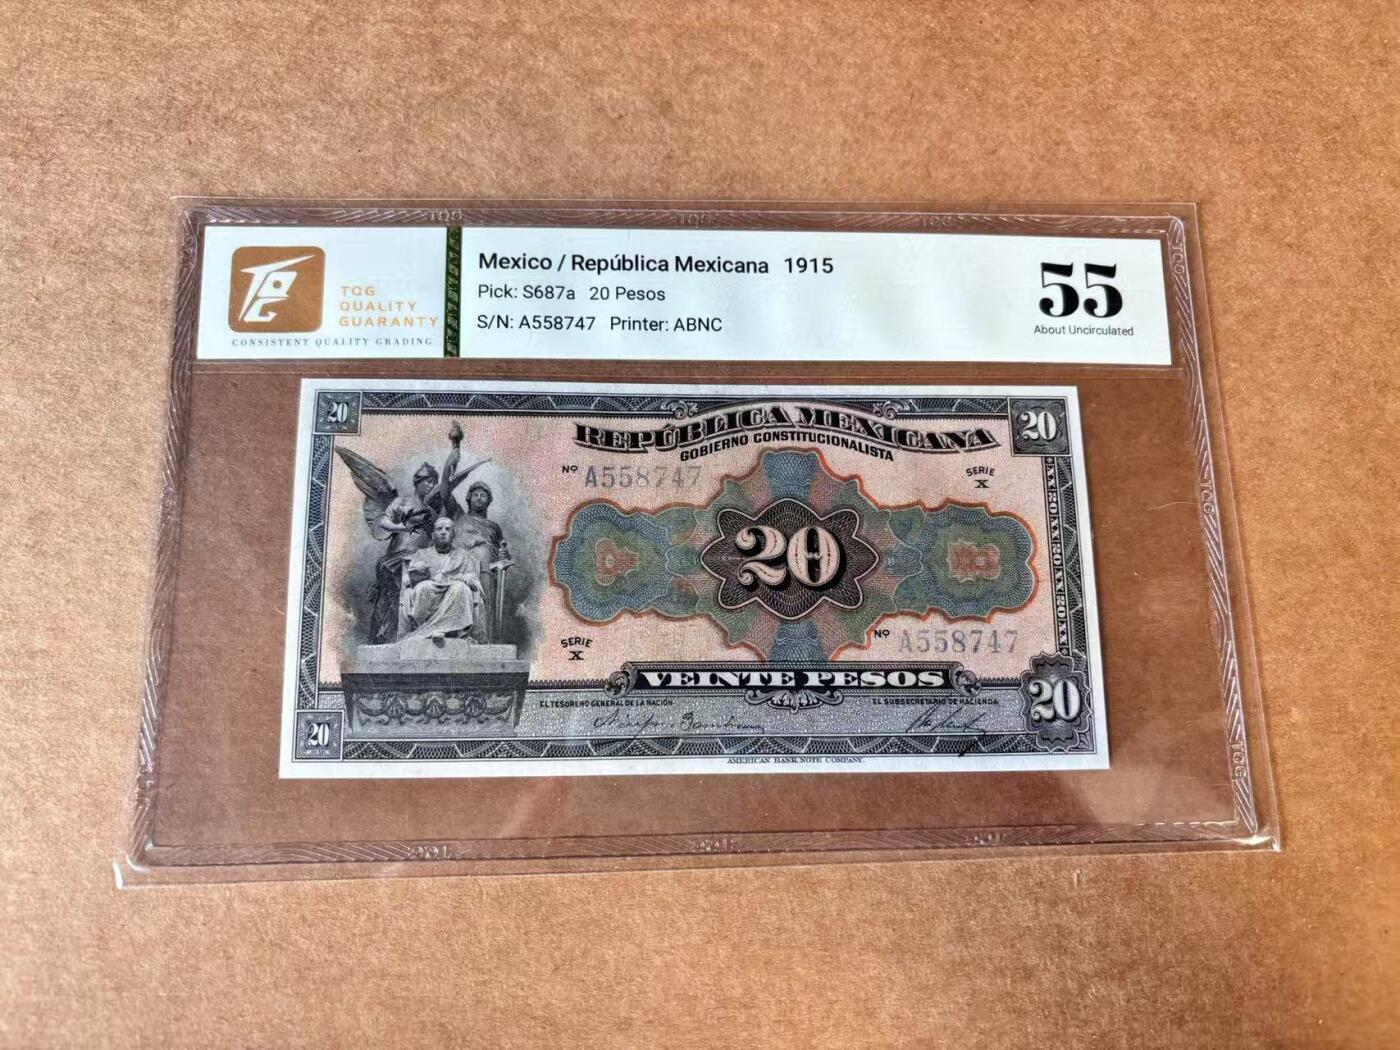 TQG
QUALITY
GUARANTY
CONSISTENT QUALITY GRADING
Mexico / República Mexicana 1915
Pick: S687a 20 Pesos
S/N: A558747 Printer: ABNC
55
About Uncirculated
20
20
REPÚBLICA MEXICANA
GOBIERNO CONSTITUCIONALISTA
Nº A558747
SERIE
X
20
SERIE
X
Nº A558747
VEINTE PESOS
EL TESORERO GENERAL DE LA NACION
EL SUBSECRETARIO DE HACIENDA
20
20
AMERICAN BANK NOTE COMPANY.